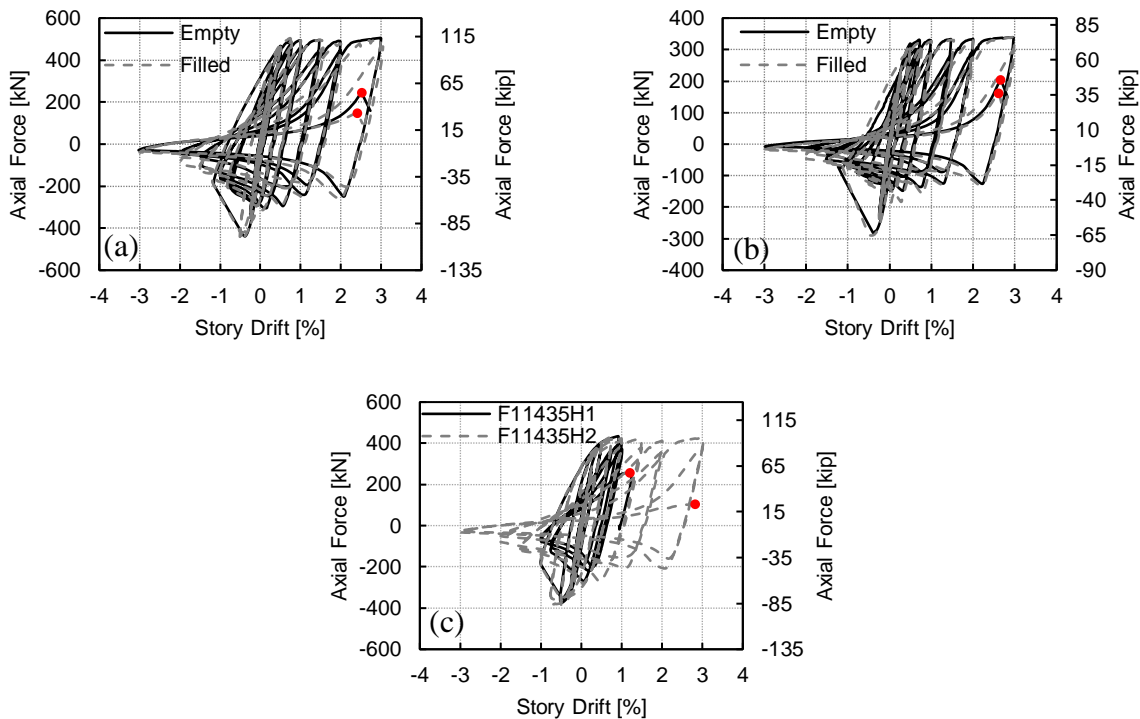 Empty
Filled
600
400
200
0
-200
-400
-600
115
65
15
-35
-85
-135
-4 -3 -2 -1 0 1 2 3 4
Axial Force [kN]
Axial Force [kip]
Story Drift [%]
(a)
Empty
Filled
400
300
200
100
0
-100
-200
-300
-400
85
60
35
10
-15
-40
-65
-90
-4 -3 -2 -1 0 1 2 3 4
Axial Force [kN]
Axial Force [kip]
Story Drift [%]
(b)
F11435H1
F11435H2
600
400
200
0
-200
-400
-600
115
65
15
-35
-85
-135
-4 -3 -2 -1 0 1 2 3 4
Axial Force [kN]
Axial Force [kip]
Story Drift [%]
(c)